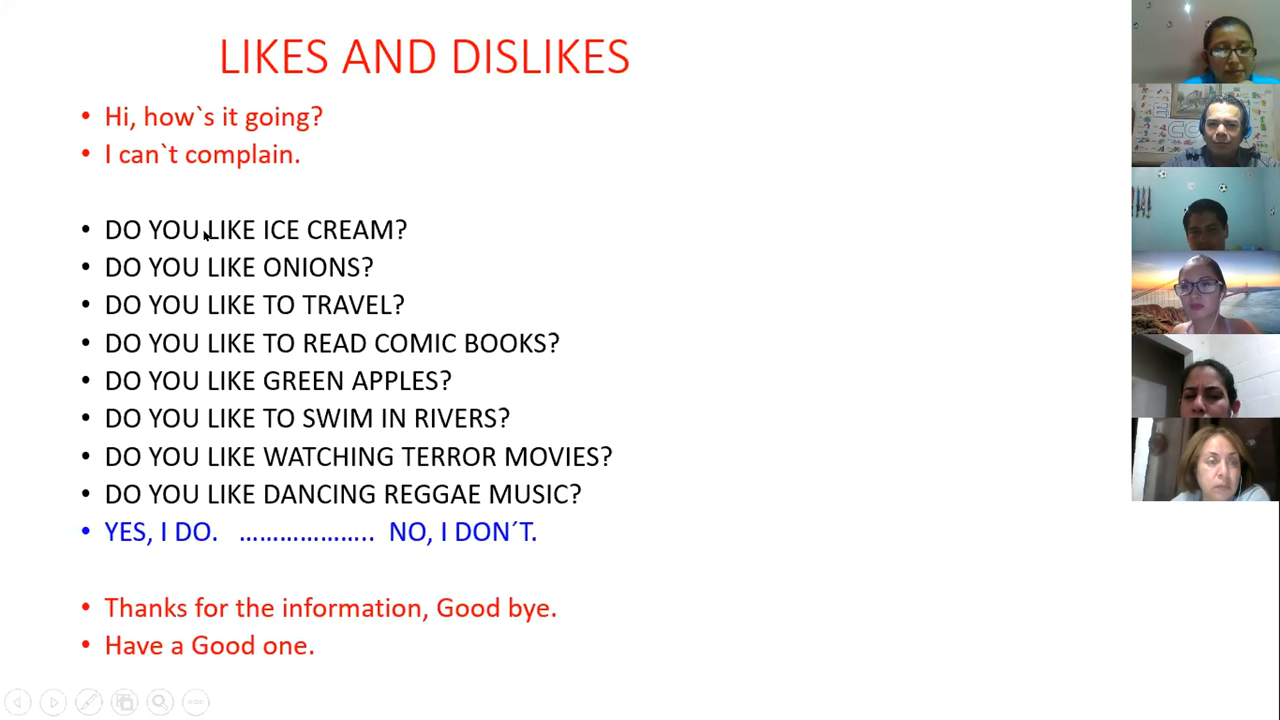 LIKES AND DISLIKES
• Hi, how`s it going?
• I can`t complain.
• DO YOU LIKE ICE CREAM?
• DO YOU LIKE ONIONS?
• DO YOU LIKE TO TRAVEL?
• DO YOU LIKE TO READ COMIC BOOKS?
• DO YOU LIKE GREEN APPLES?
• DO YOU LIKE TO SWIM IN RIVERS?
• DO YOU LIKE WATCHING TERROR MOVIES?
• DO YOU LIKE DANCING REGGAE MUSIC?
• YES, I DO. ……………….. NO, I DON´T.
• Thanks for the information, Good bye.
• Have a Good one.